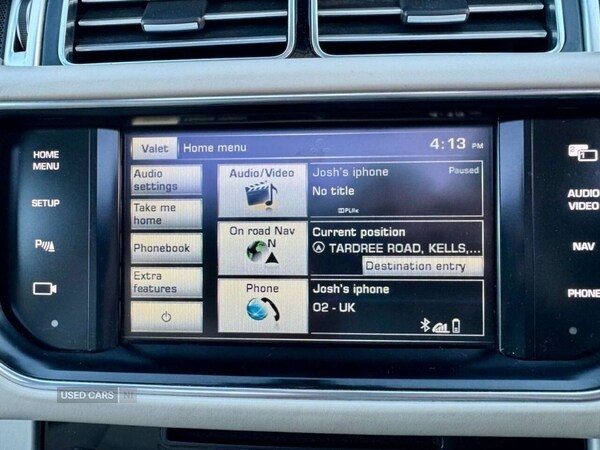 HOME
MENU
SETUP
P
Valet
Home menu
4:13 PM
Audio
settings
Take me
home
Phonebook
Extra
features
Audio/Video
On road Nav
N
Phone
Josh's iphone
Paused
No title
Current position
TARDREE ROAD, KELLS,...
Destination entry
Josh's iphone
O2 - UK
AUDIO
VIDEO
NAV
PHONE
USED CARS NI